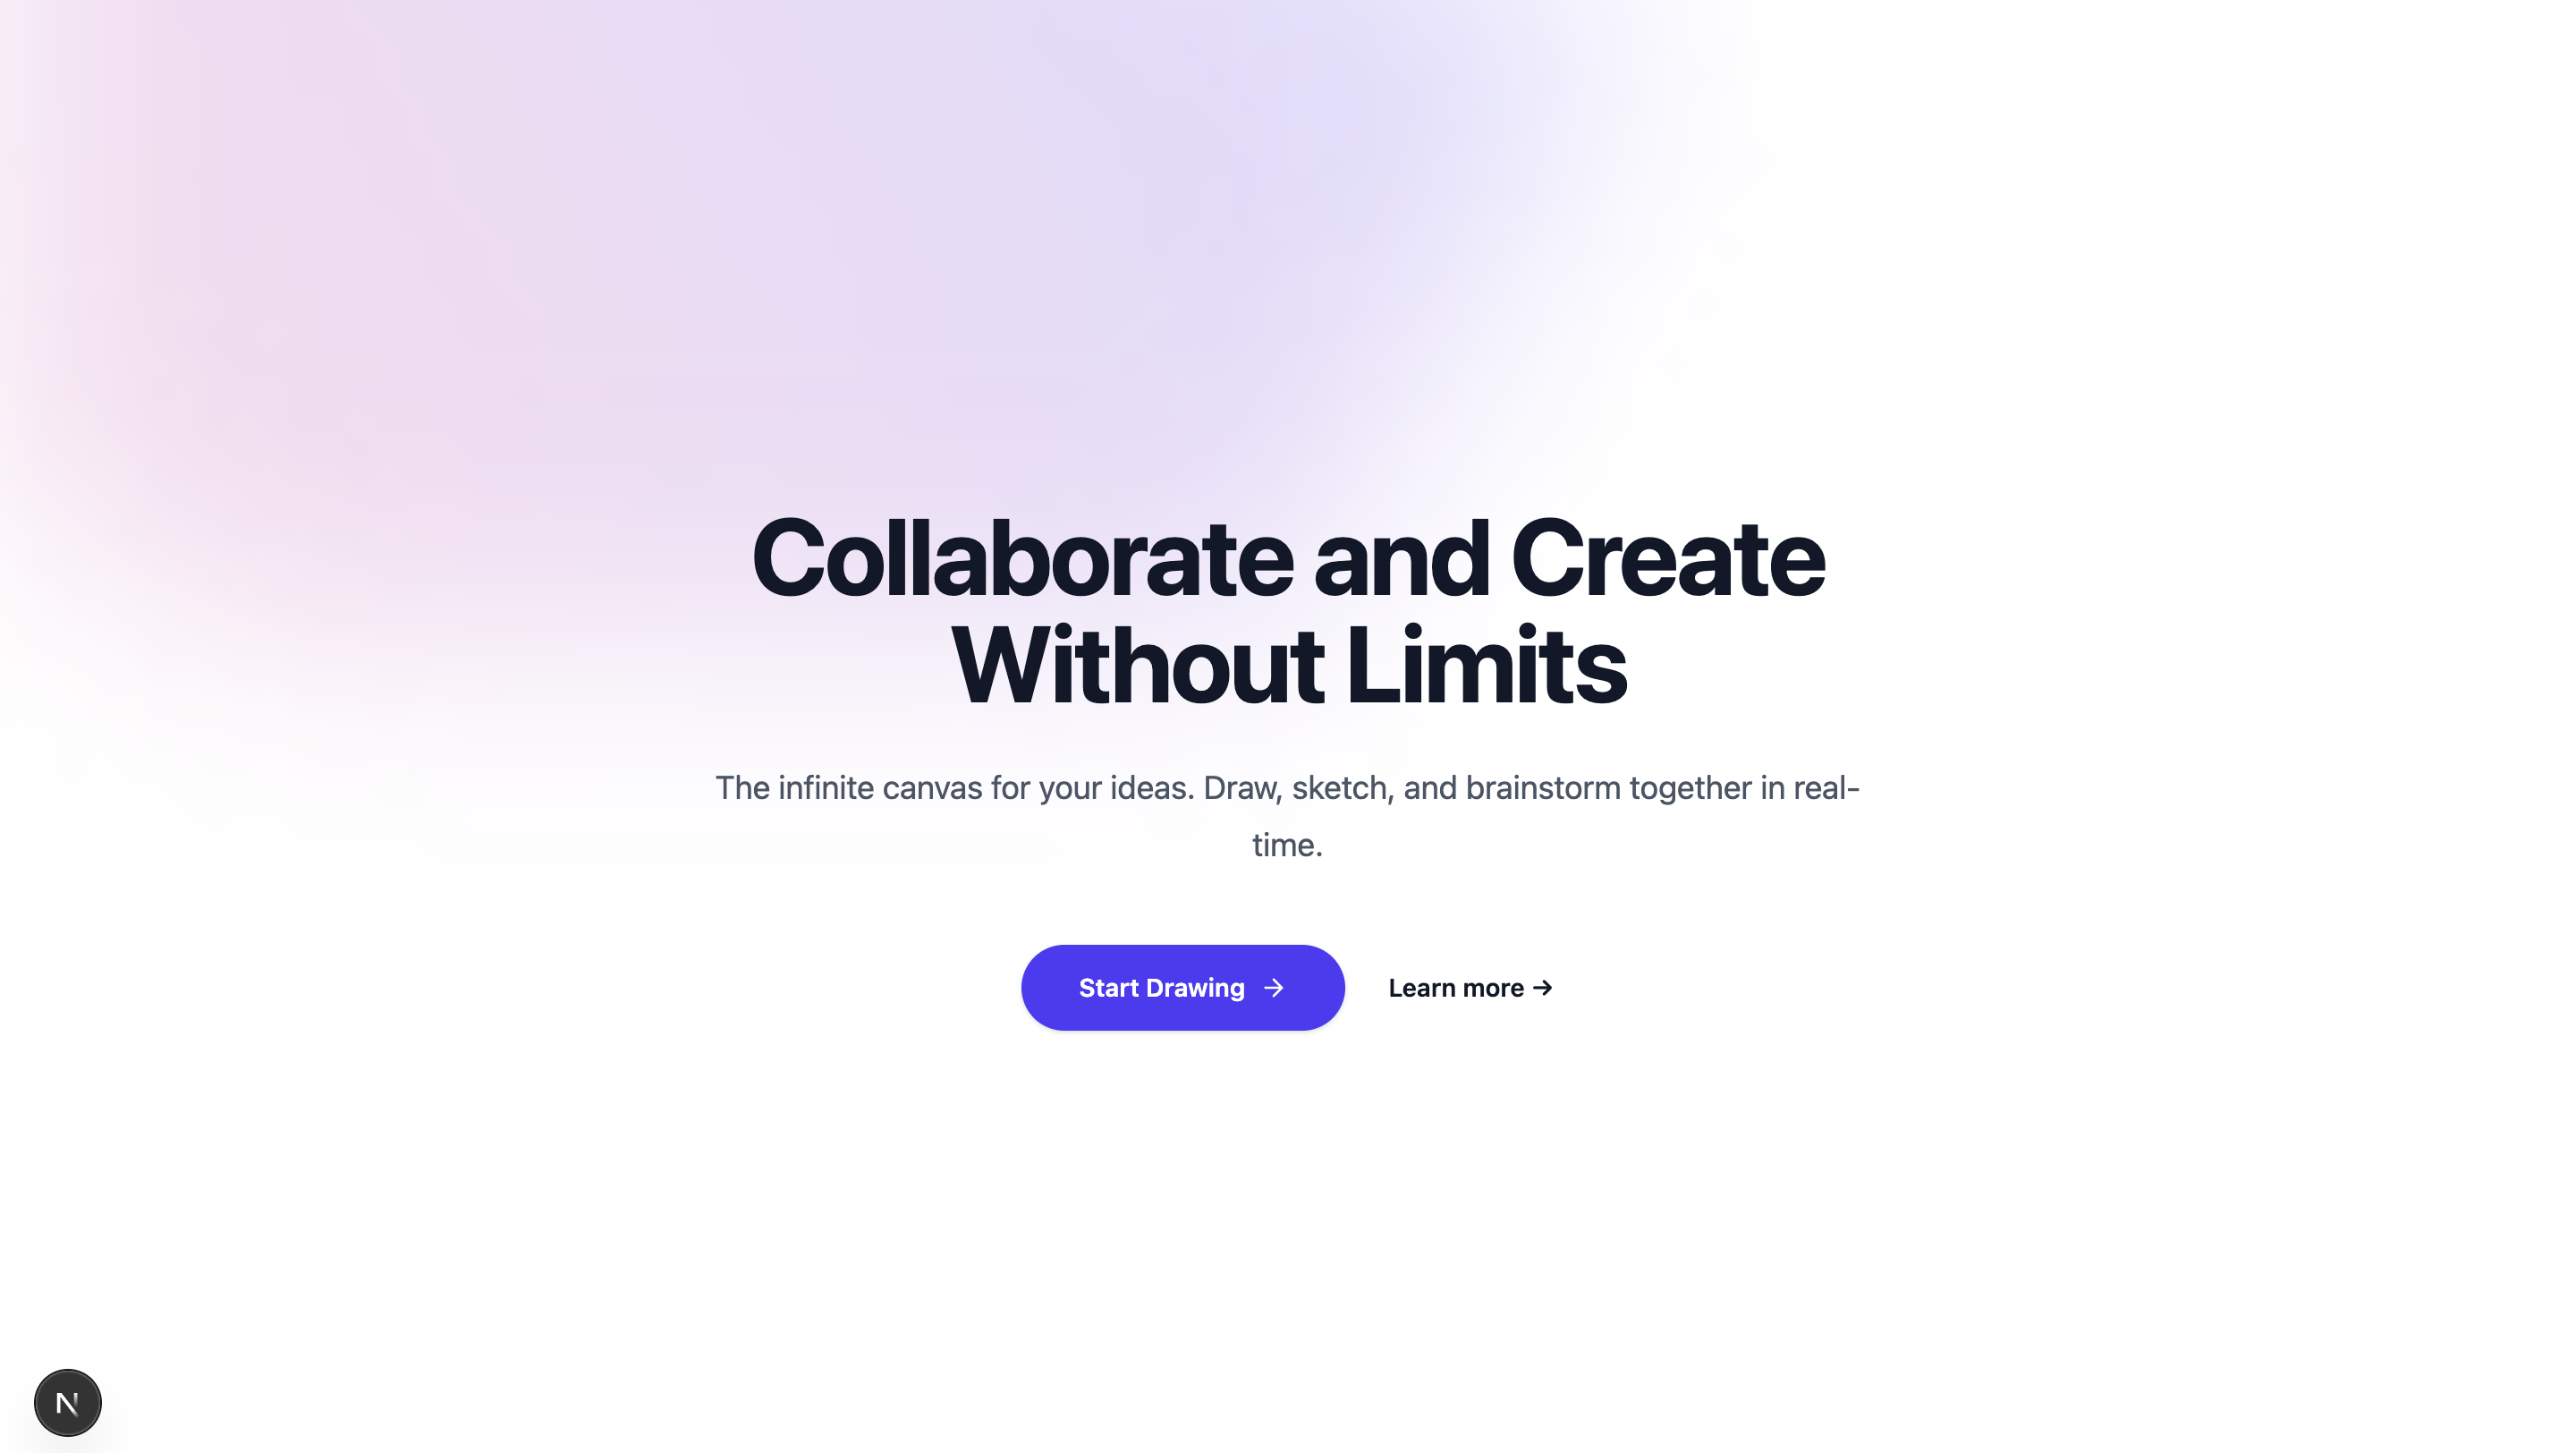 Collaborate and Create
Without Limits
The infinite canvas for your ideas. Draw, sketch, and brainstorm together in real-
time.
Start Drawing →
Learn more →
N